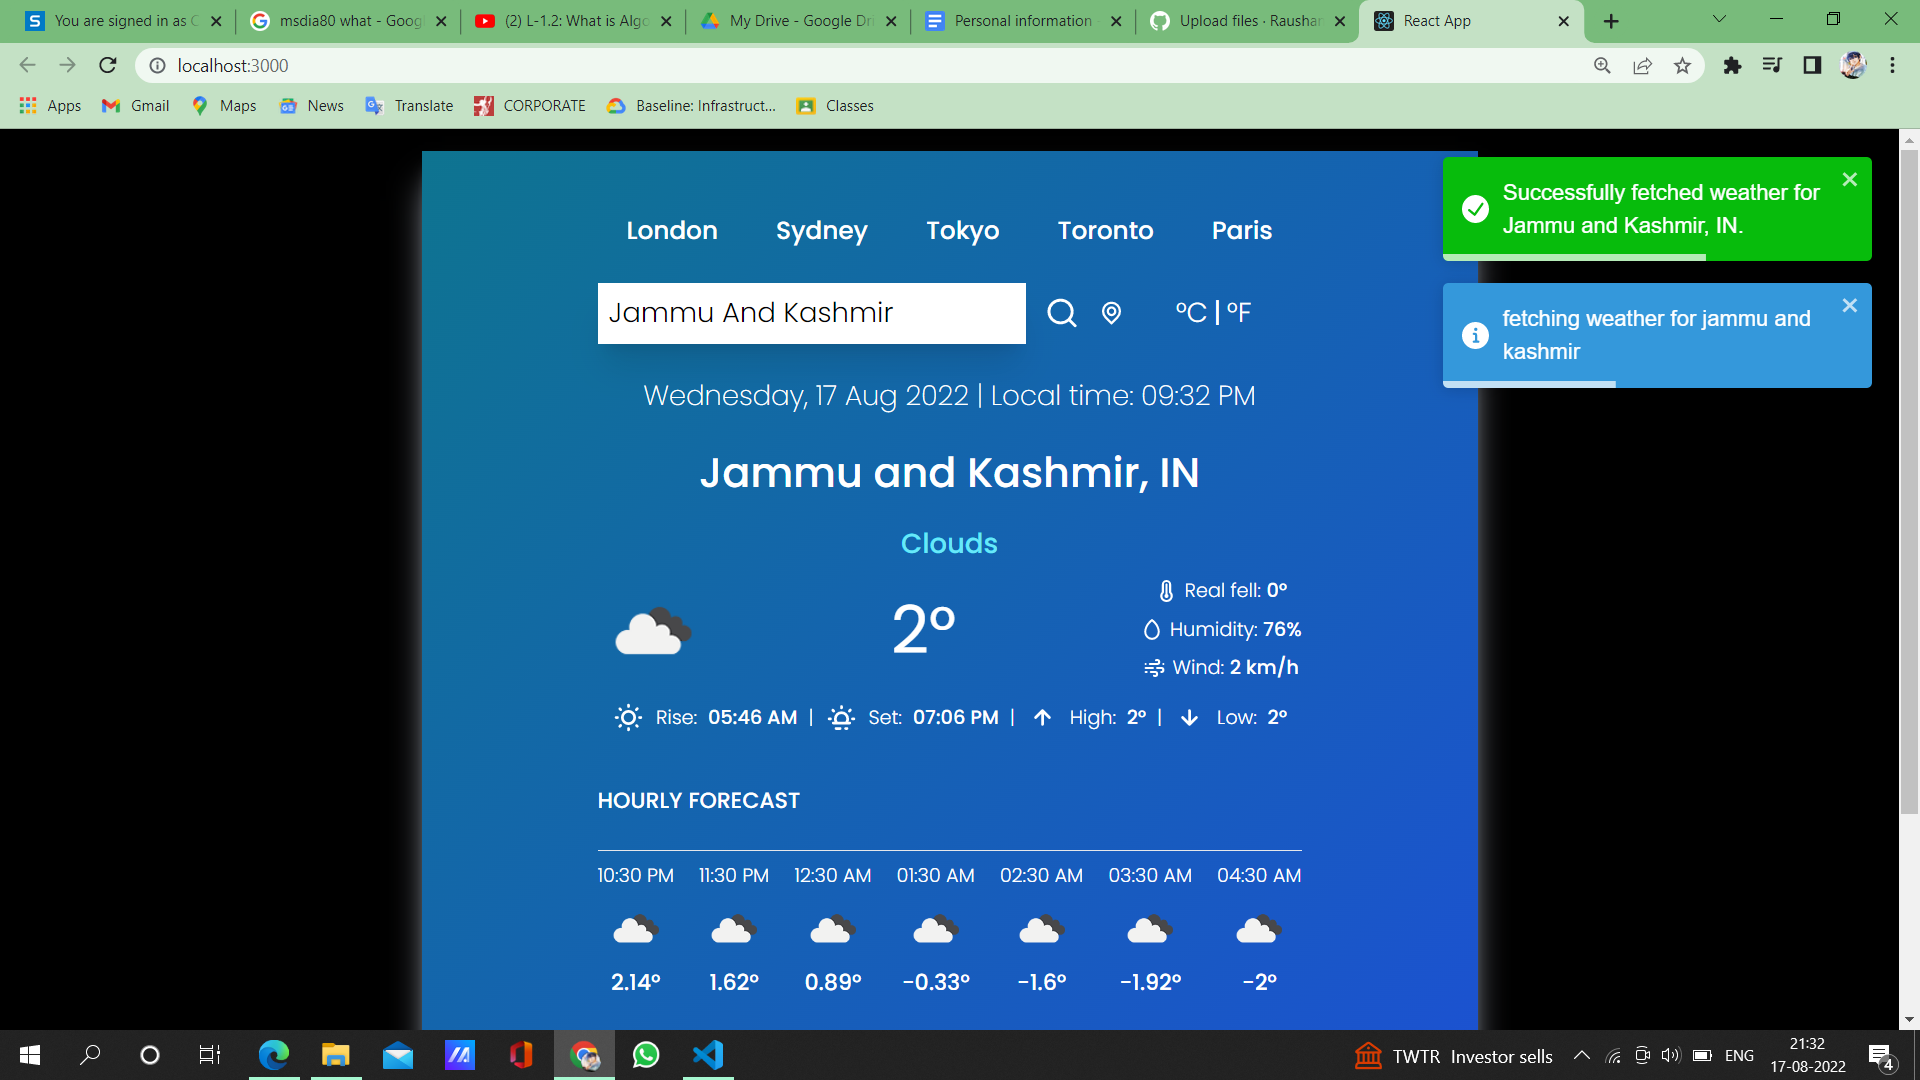 You are signed in as
msdia80 what - Goog
(2) L-1.2: What is Algo
My Drive - Google Dri
Personal information
Upload files · Raushan
React App
localhost:3000
Apps
Gmail
Maps
News
Translate
CORPORATE
Baseline: Infrastruct...
Classes
London Sydney Tokyo Toronto Paris
Jammu And Kashmir
°C | °F
Successfully fetched weather for
Jammu and Kashmir, IN.
fetching weather for jammu and
kashmir
Wednesday, 17 Aug 2022 | Local time: 09:32 PM
Jammu and Kashmir, IN
Clouds
2°
Real fell: 0°
Humidity: 76%
Wind: 2 km/h
Rise: 05:46 AM | Set: 07:06 PM | High: 2° | Low: 2°
HOURLY FORECAST
10:30 PM 11:30 PM 12:30 AM 01:30 AM 02:30 AM 03:30 AM 04:30 AM
2.14° 1.62° 0.89° -0.33° -1.6° -1.92° -2°
TWTR Investor sells
ENG
21:32
17-08-2022
4